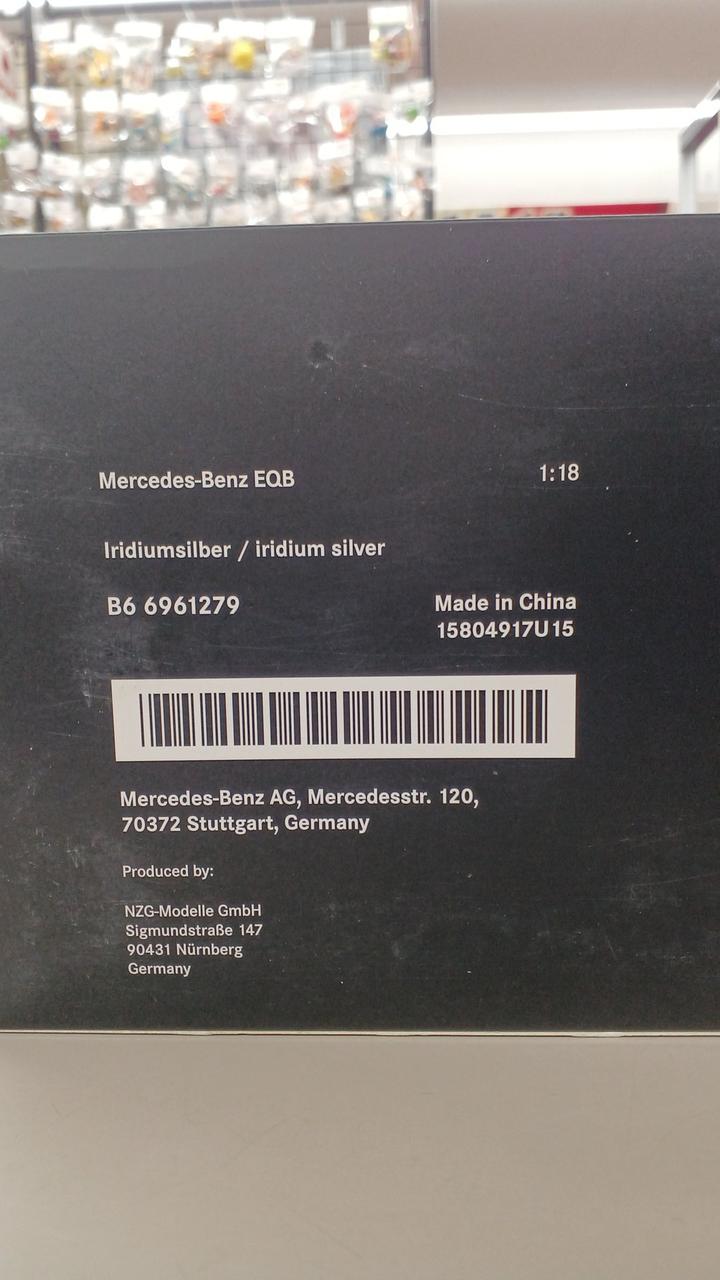 Mercedes-Benz EQB 1:18
Iridiumsilber / iridium silver
B6 6961279 Made in China
15804917U15
Mercedes-Benz AG, Mercedesstr. 120,
70372 Stuttgart, Germany
Produced by:
NZG-Modelle GmbH
Sigmundstraße 147
90431 Nürnberg
Germany